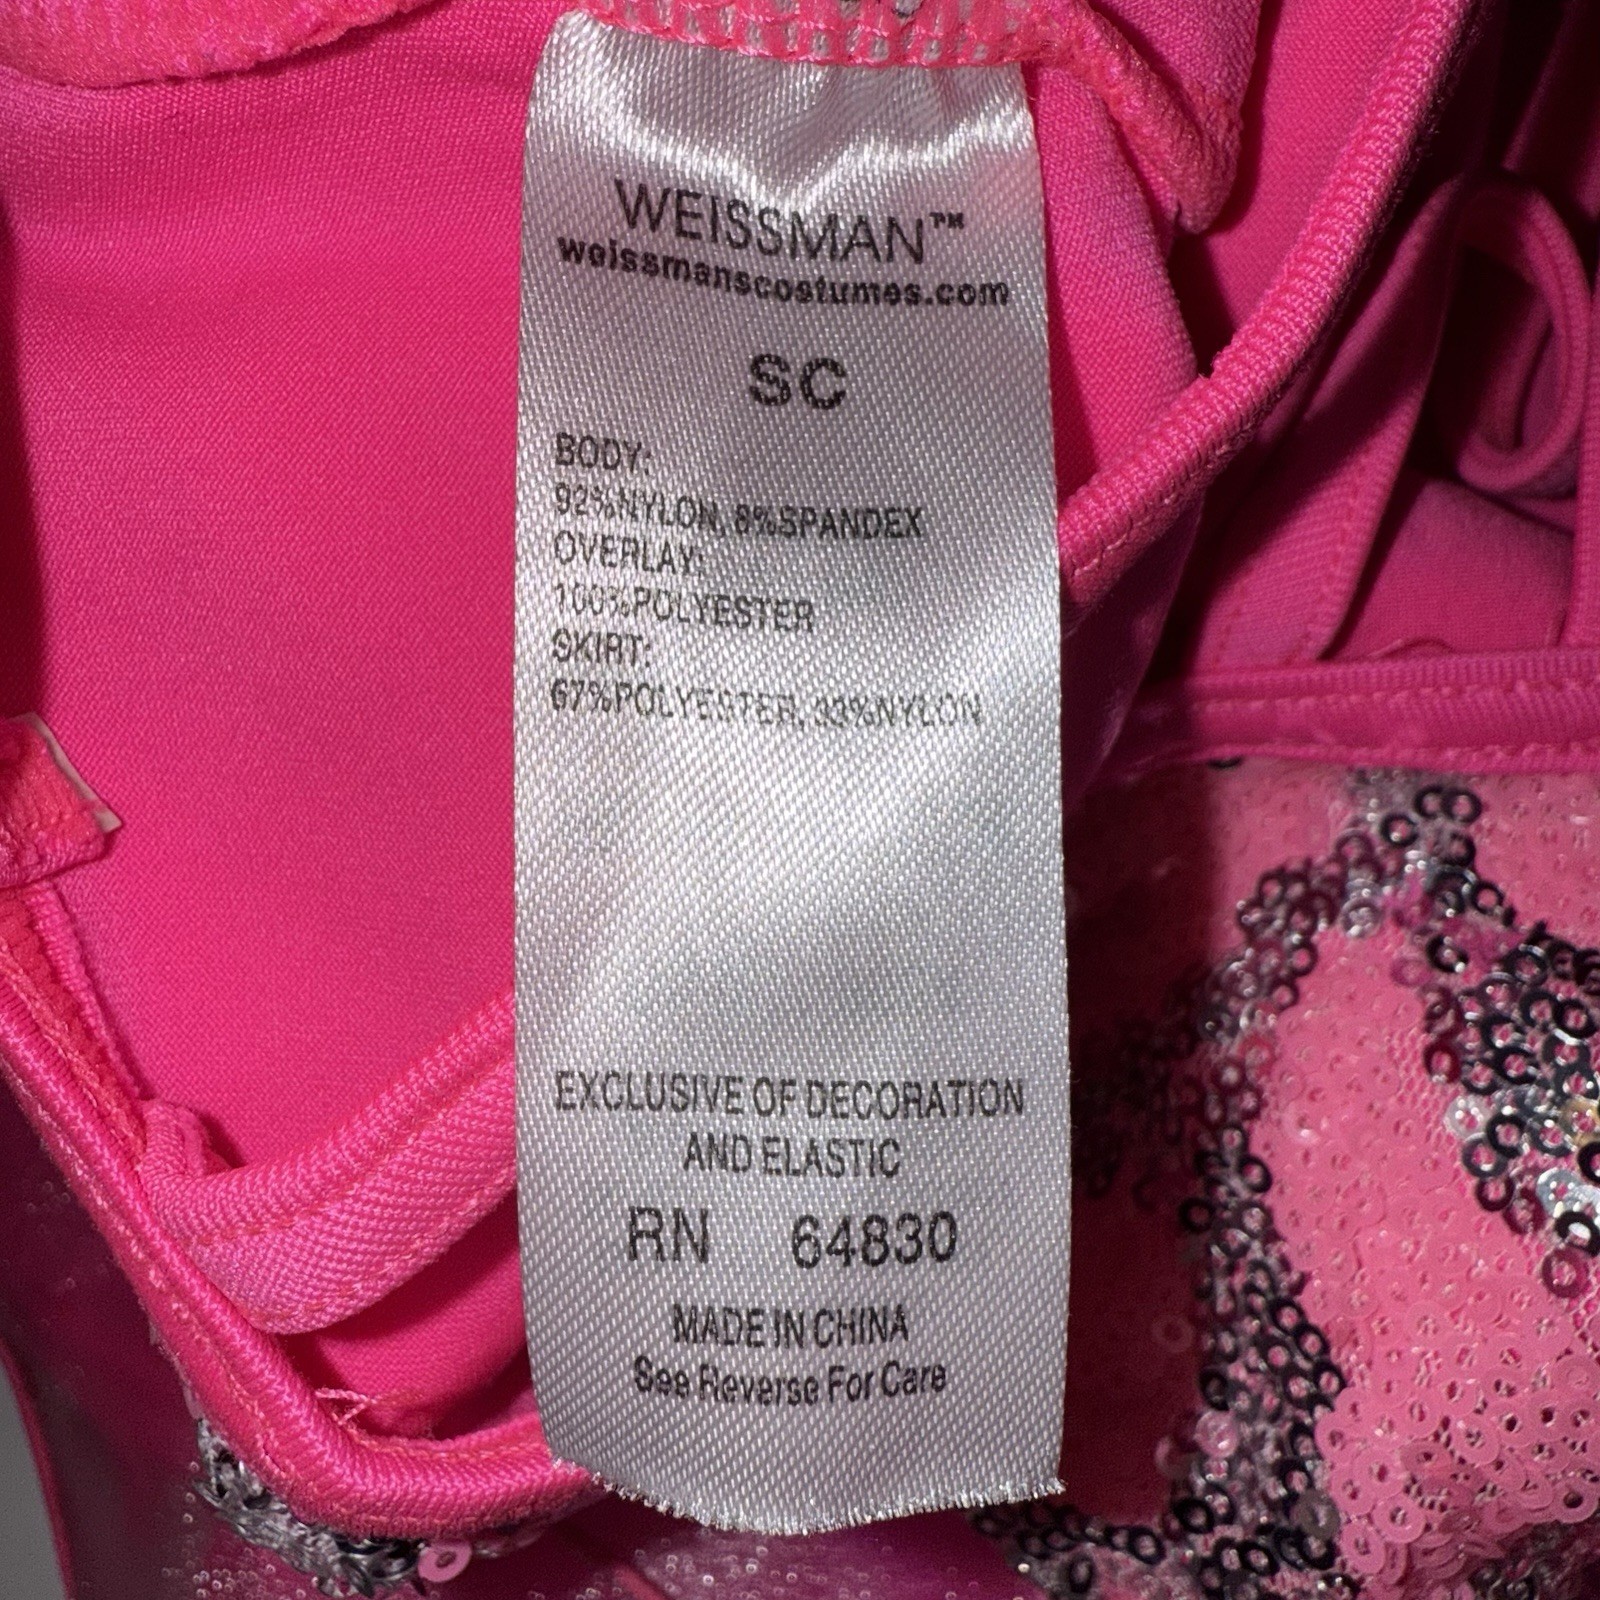 WEISSMAN™
weissmanscostumes.com
SC
BODY:
92%NYLON, 8%SPANDEX
OVERLAY:
100%POLYESTER
SKIRT:
67%POLYESTER, 33%NYLON
EXCLUSIVE OF DECORATION
AND ELASTIC
RN 64830
MADE IN CHINA
See Reverse For Care